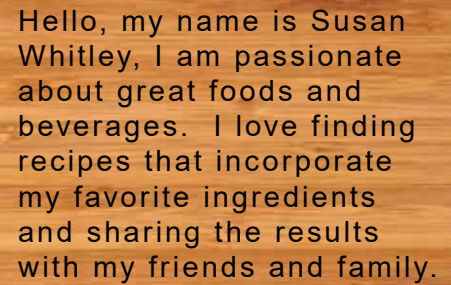 Hello, my name is Susan
Whitley, I am passionate
about great foods and
beverages.  I love finding
recipes that incorporate
my favorite ingredients
and sharing the results
with my friends and family.